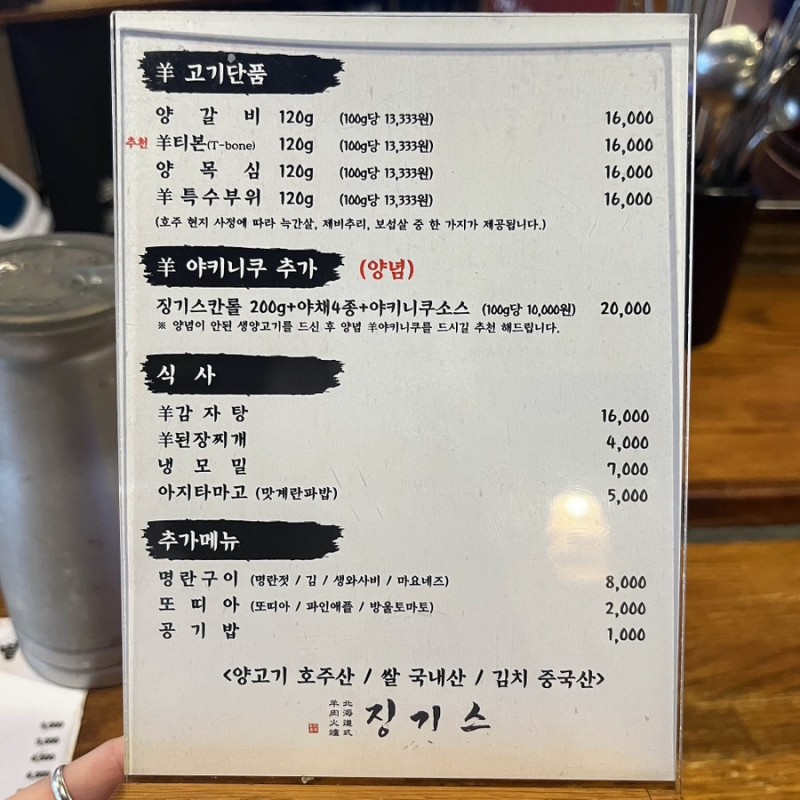 羊 고기단품
양 갈 비 120g (100g당 13,333원) 16,000
추천 羊티본(T-bone) 120g (100g당 13,333원) 16,000
양 목 심 120g (100g당 13,333원) 16,000
羊 특수부위 120g (100g당 13,333원) 16,000
(호주 현지 사정에 따라 늑간살, 제비추리, 보섭살 중 한 가지가 제공됩니다.)
羊 야키니쿠 추가 (양념)
징기스칸롤 200g+야채4종+야키니쿠소스 (100g당 10,000원) 20,000
※ 양념이 안된 생양고기를 드신 후 양념 羊야키니쿠를 드시길 추천 해드립니다.
식 사
羊감 자 탕 16,000
羊된장찌개 4,000
냉 모 밀 7,000
아지타마고 (맛계란파밥) 5,000
추가메뉴
명란구이 (명란젓 / 김 / 생와사비 / 마요네즈) 8,000
또 띠 아 (또띠아 / 파인애플 / 방울토마토) 2,000
공 기 밥 1,000
<양고기 호주산 / 쌀 국내산 / 김치 중국산>
北海道式
羊肉火爐
징기스